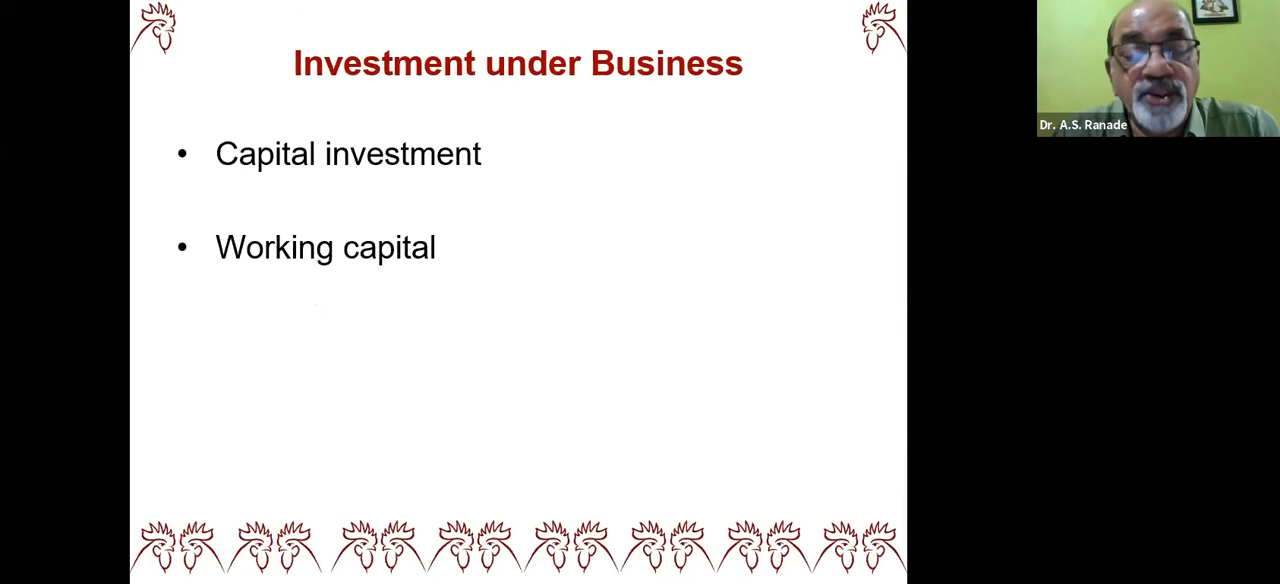 Investment under Business
• Capital investment
• Working capital
Dr. A.S. Ranade